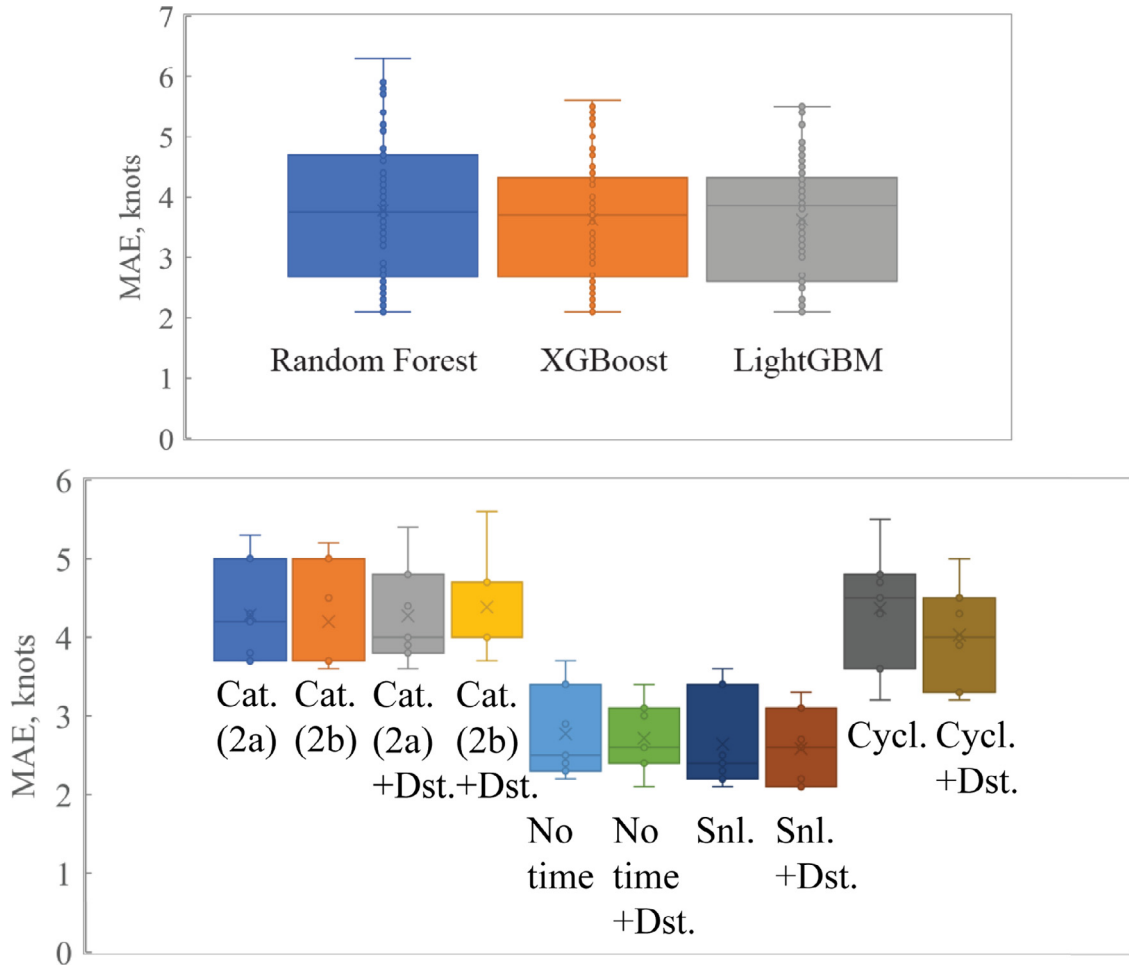 7
6
5
4
3
2
1
0
MAE, knots
Random Forest
XGBoost
LightGBM
6
5
4
3
2
1
0
MAE, knots
Cat.
(2a)
Cat.
(2b)
Cat.
(2a)
+Dst.
Cat.
(2b)
+Dst.
No
time
No
time
+Dst.
Snl.
Snl.
+Dst.
Cycl.
Cycl.
+Dst.